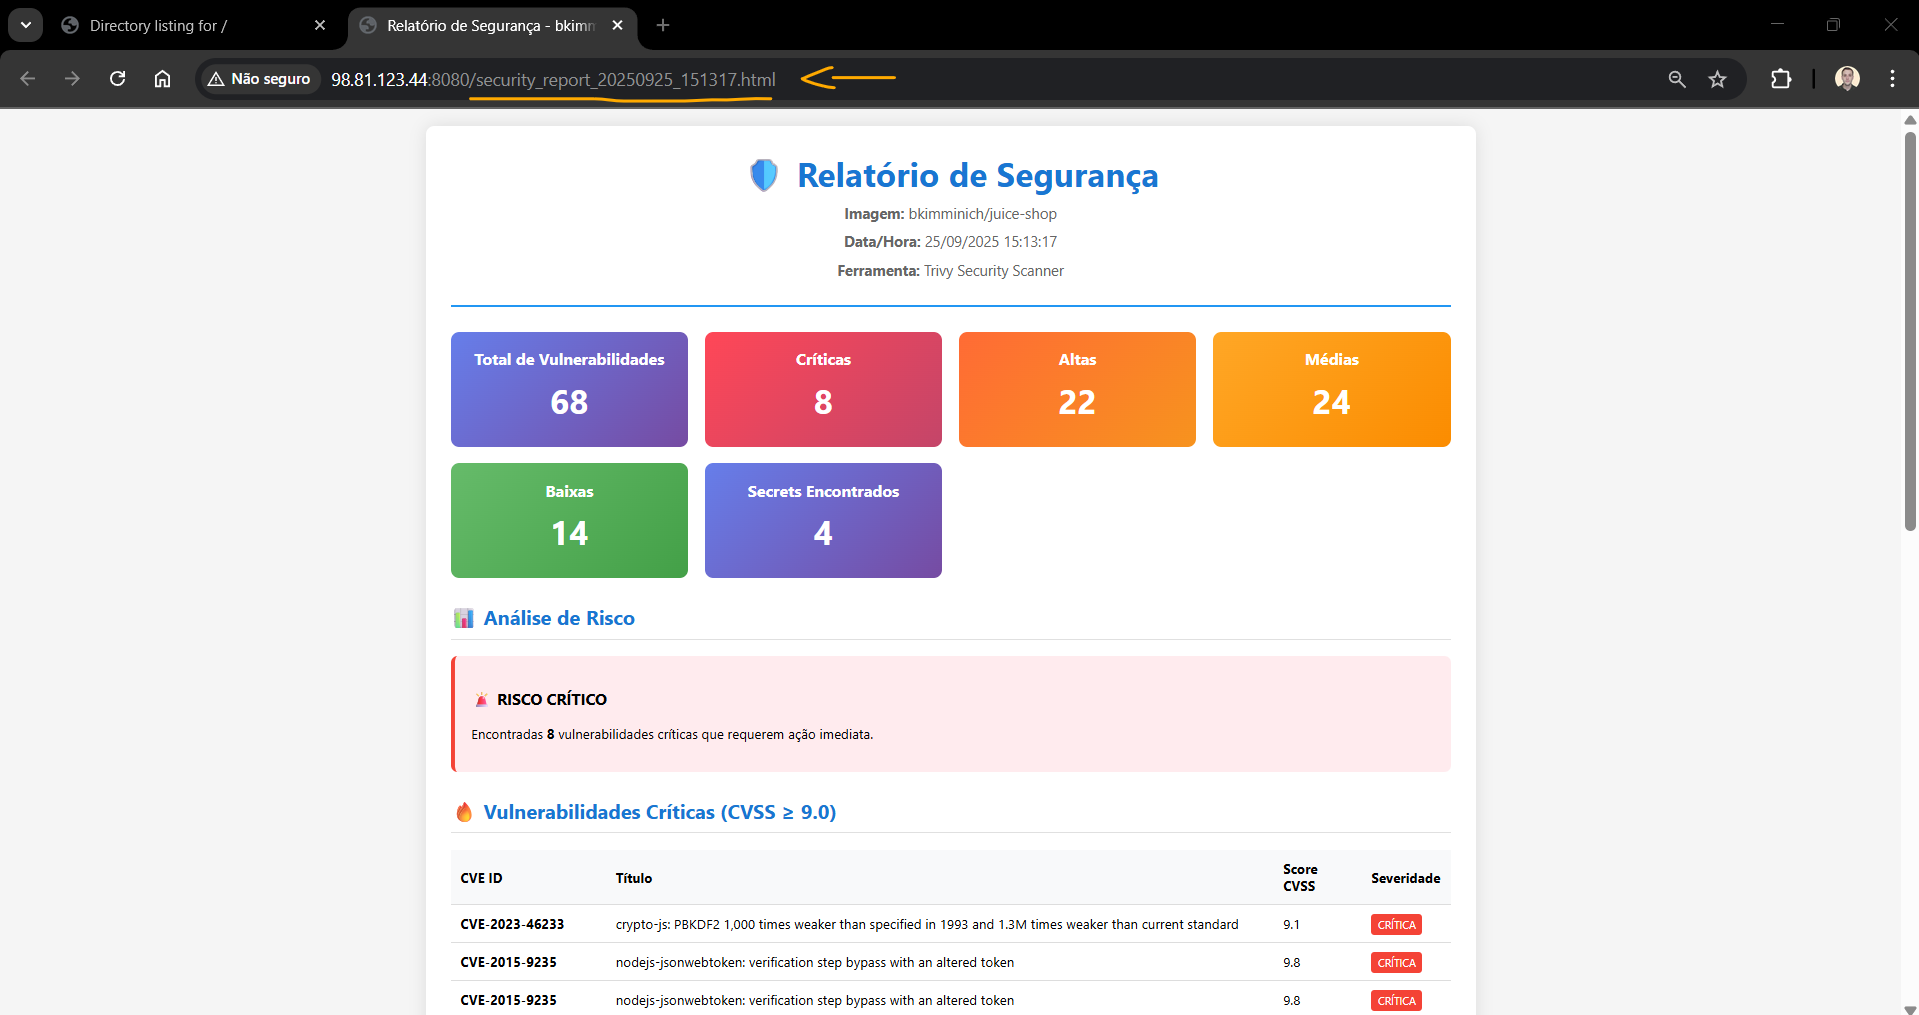 Directory listing for /
Relatório de Segurança - bkimm
Não seguro
98.81.123.44:8080/security_report_20250925_151317.html
Relatório de Segurança
Imagem: bkimminich/juice-shop
Data/Hora: 25/09/2025 15:13:17
Ferramenta: Trivy Security Scanner
Total de Vulnerabilidades
68
Críticas
8
Altas
22
Médias
24
Baixas
14
Secrets Encontrados
4
Análise de Risco
RISCO CRÍTICO
Encontradas 8 vulnerabilidades críticas que requerem ação imediata.
Vulnerabilidades Críticas (CVSS ≥ 9.0)
CVE ID
Título
Score CVSS
Severidade
CVE-2023-46233 crypto-js: PBKDF2 1,000 times weaker than specified in 1993 and 1.3M times weaker than current standard 9.1 CRÍTICA
CVE-2015-9235 nodejs-jsonwebtoken: verification step bypass with an altered token 9.8 CRÍTICA
CVE-2015-9235 nodejs-jsonwebtoken: verification step bypass with an altered token 9.8 CRÍTICA